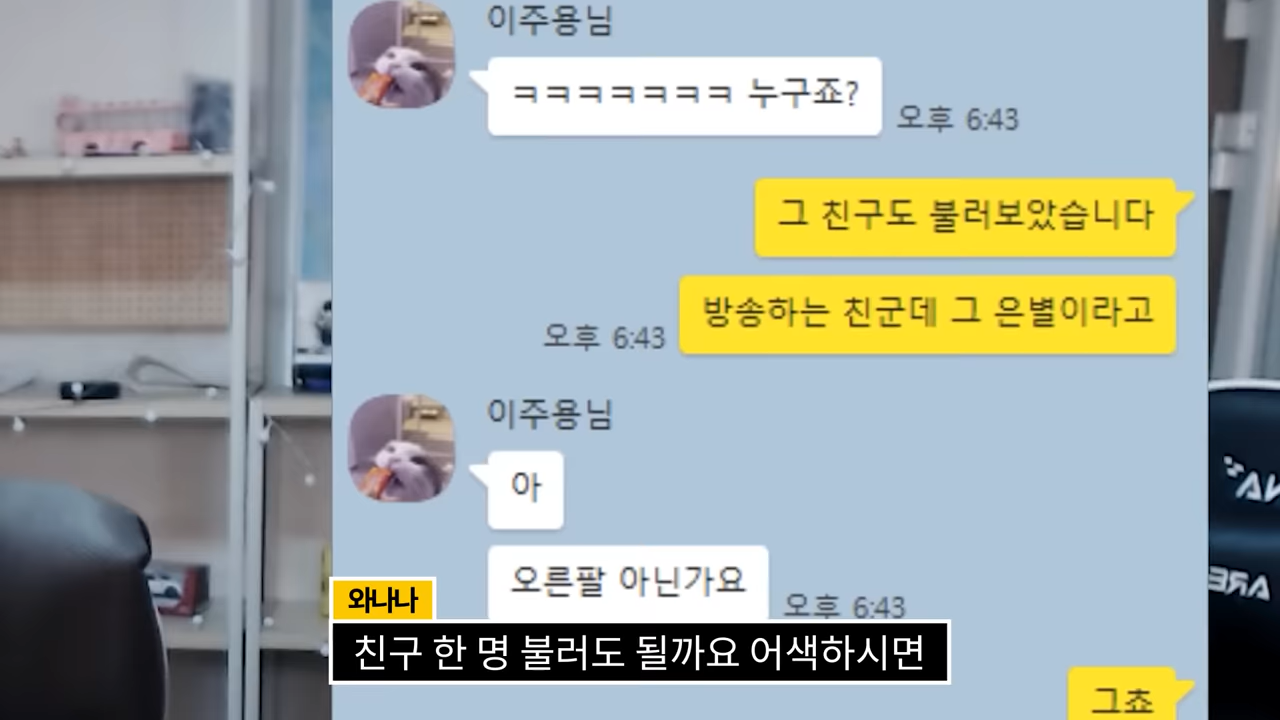 이주용님
ㅋㅋㅋㅋㅋㅋㅋ 누구죠?
오후 6:43
그 친구도 불러보았습니다
방송하는 친군데 그 은별이라고
오후 6:43
이주용님
아
오른팔 아닌가요
오후 6:43
와나나
친구 한 명 불러도 될까요 어색하시면
그쵸